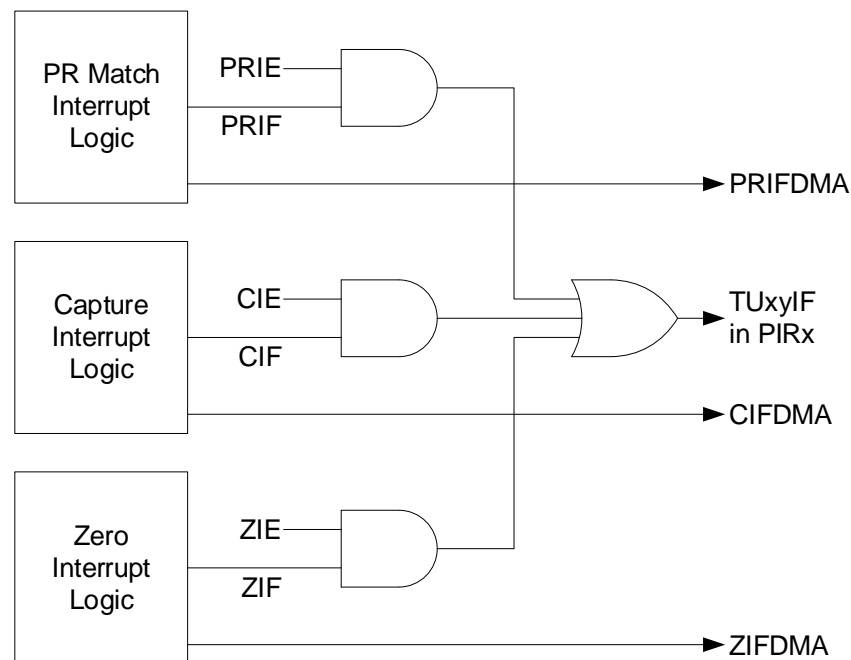 PR Match
Interrupt
Logic
PRIE
PRIF
PRIFDMA
Capture
Interrupt
Logic
CIE
CIF
TUxyIF
in PIRx
CIFDMA
Zero
Interrupt
Logic
ZIE
ZIF
ZIFDMA